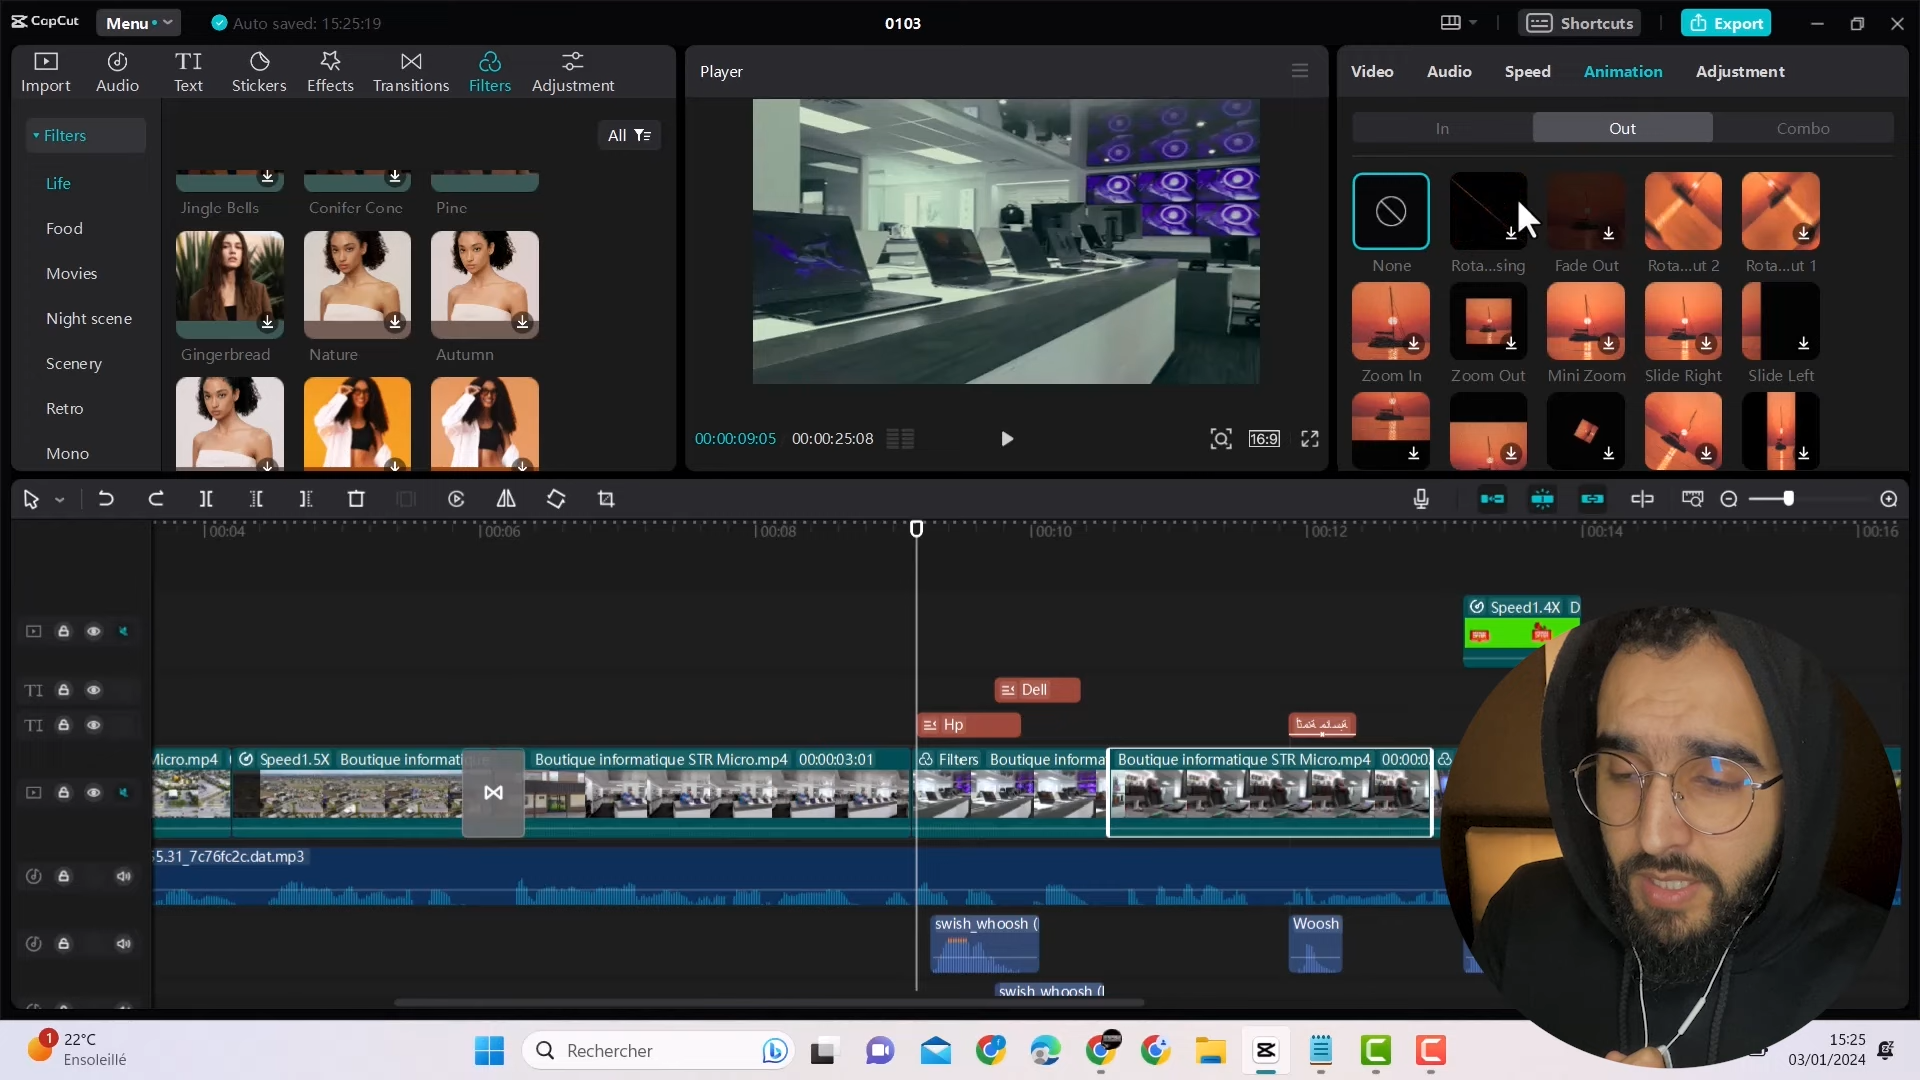 CapCut
Menu
Auto saved: 15:25:19
0103
Shortcuts
Export
Import
Audio
Text
Stickers
Effects
Transitions
Filters
Adjustment
Player
Video
Audio
Speed
Animation
Adjustment
Filters
All
In
Out
Combo
Life
Food
Movies
Night scene
Scenery
Retro
Mono
Jingle Bells
Conifer Cone
Pine
Gingerbread
Nature
Autumn
None
Rota...sing
Fade Out
Rota...ut 2
Rota...ut 1
Zoom In
Zoom Out
Mini Zoom
Slide Right
Slide Left
00:00:09:05
00:00:25:08
16:9
00:04
00:06
00:08
00:10
00:12
00:14
00:16
Speed1.4X D
TI
Dell
TI
Hp
Micro.mp4
Speed1.5X Boutique informatique
Boutique informatique STR Micro.mp4 00:00:03:01
Filters Boutique informa
Boutique informatique STR Micro.mp4 00:00:0
5.31_7c76fc2c.dat.mp3
swish_whoosh (
Woosh
swish whoosh (
1
22°C
Ensoleillé
Rechercher
15:25
03/01/2024